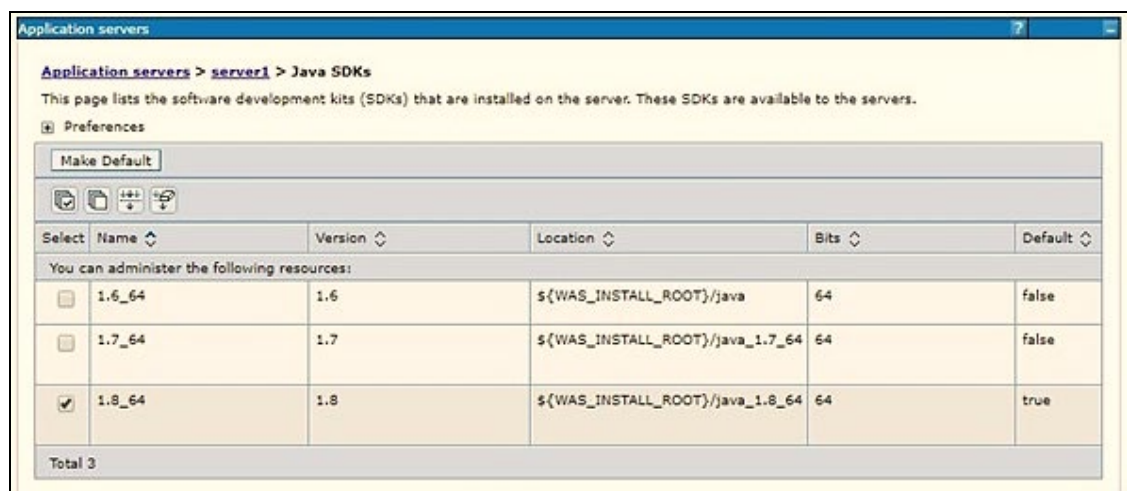 Application servers ? –
Application servers > server1 > Java SDKs
This page lists the software development kits (SDKs) that are installed on the server. These SDKs are available to the servers.
Preferences
Make Default
Select Name Version Location Bits Default
You can administer the following resources:
1.6_64 1.6 ${WAS_INSTALL_ROOT}/java 64 false
1.7_64 1.7 ${WAS_INSTALL_ROOT}/java_1.7_64 64 false
1.8_64 1.8 ${WAS_INSTALL_ROOT}/java_1.8_64 64 true
Total 3